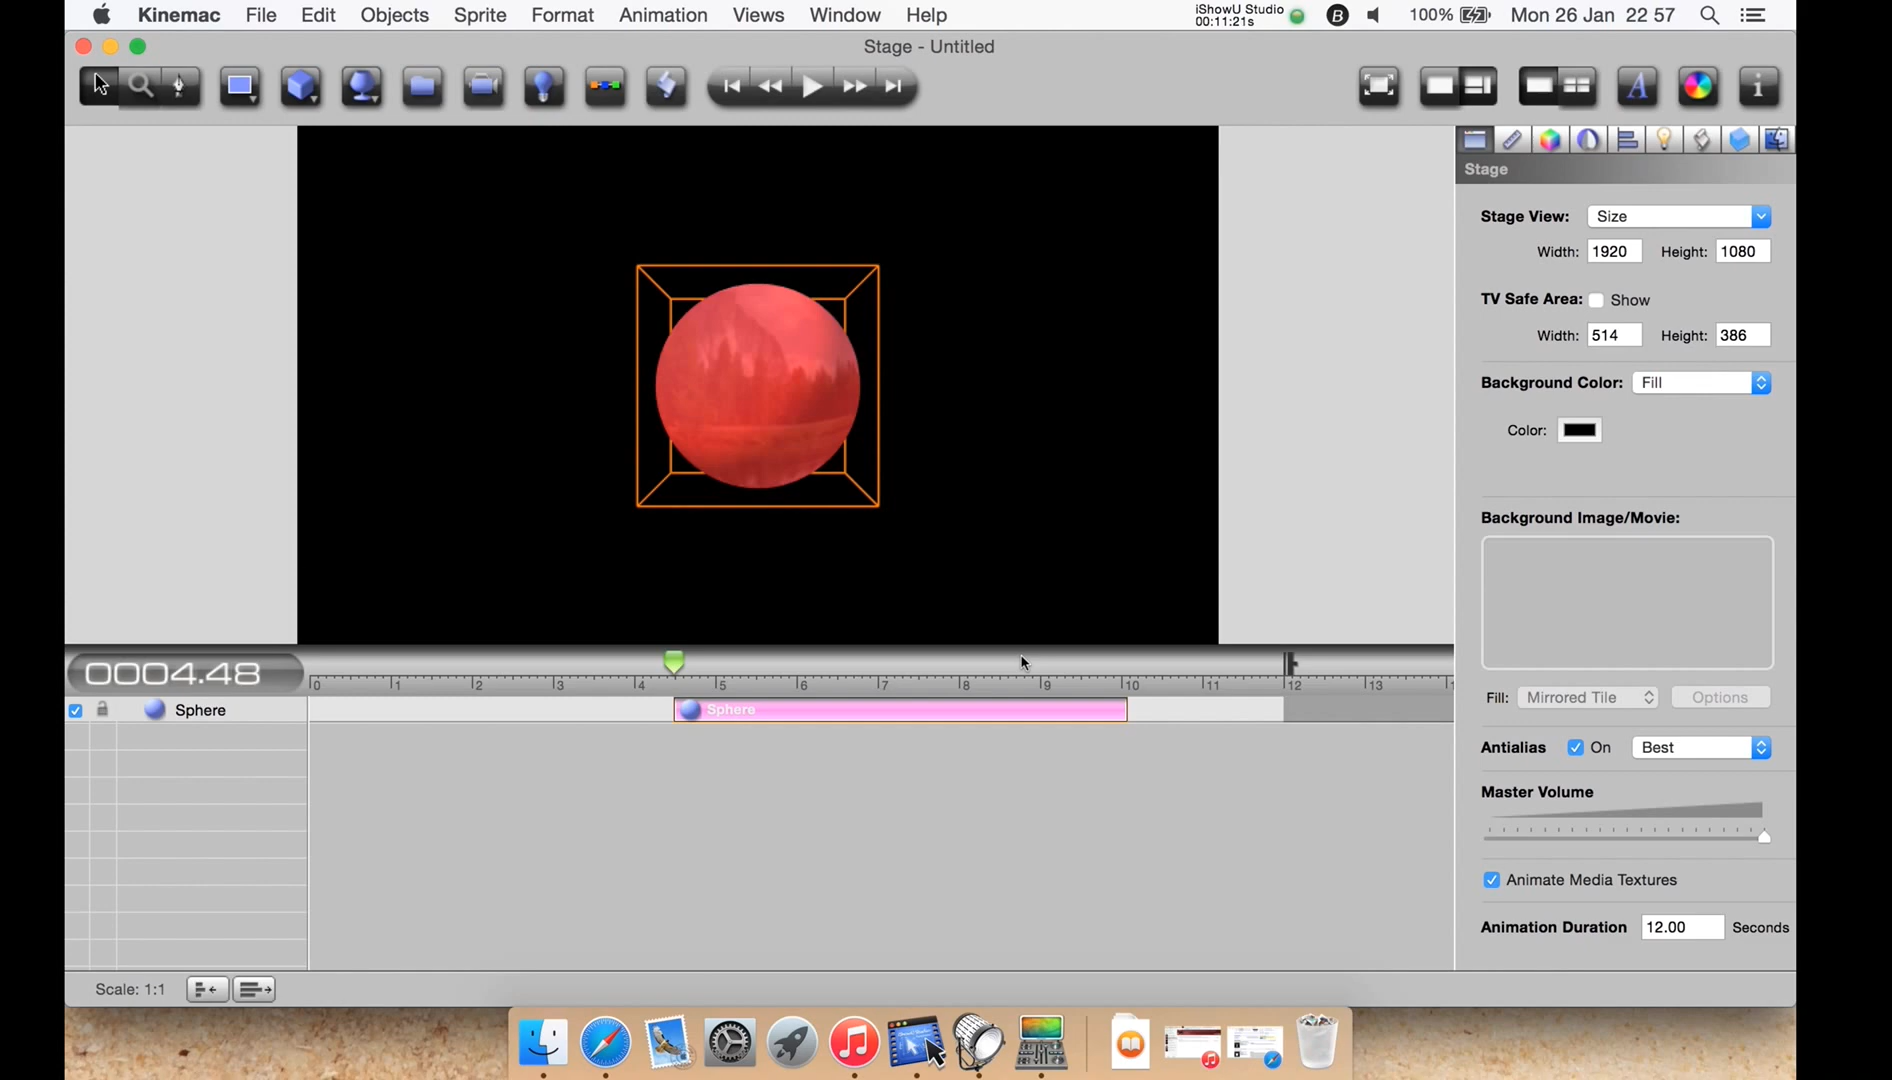 Kinemac File Edit Objects Sprite Format Animation Views Window Help iShowU Studio 00:11:21s 100% Mon 26 Jan 22 57
Stage - Untitled
Stage
Stage View: Size
Width: 1920 Height: 1080
TV Safe Area: Show
Width: 514 Height: 386
Background Color: Fill
Color:
Background Image/Movie:
Fill: Mirrored Tile Options
Antialias On Best
Master Volume
Animate Media Textures
Animation Duration 12.00 Seconds
0004.48
0 1 2 3 4 5 6 7 8 9 10 11 12 13
Sphere Sphere
Scale: 1:1